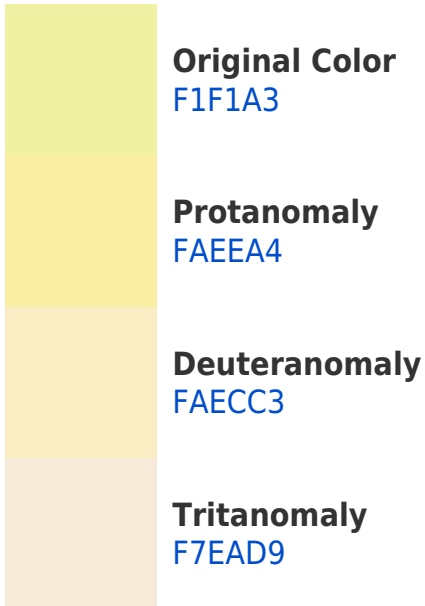 Original Color
F1F1A3
Protanomaly
FAEEA4
Deuteranomaly
FAECC3
Tritanomaly
F7EAD9